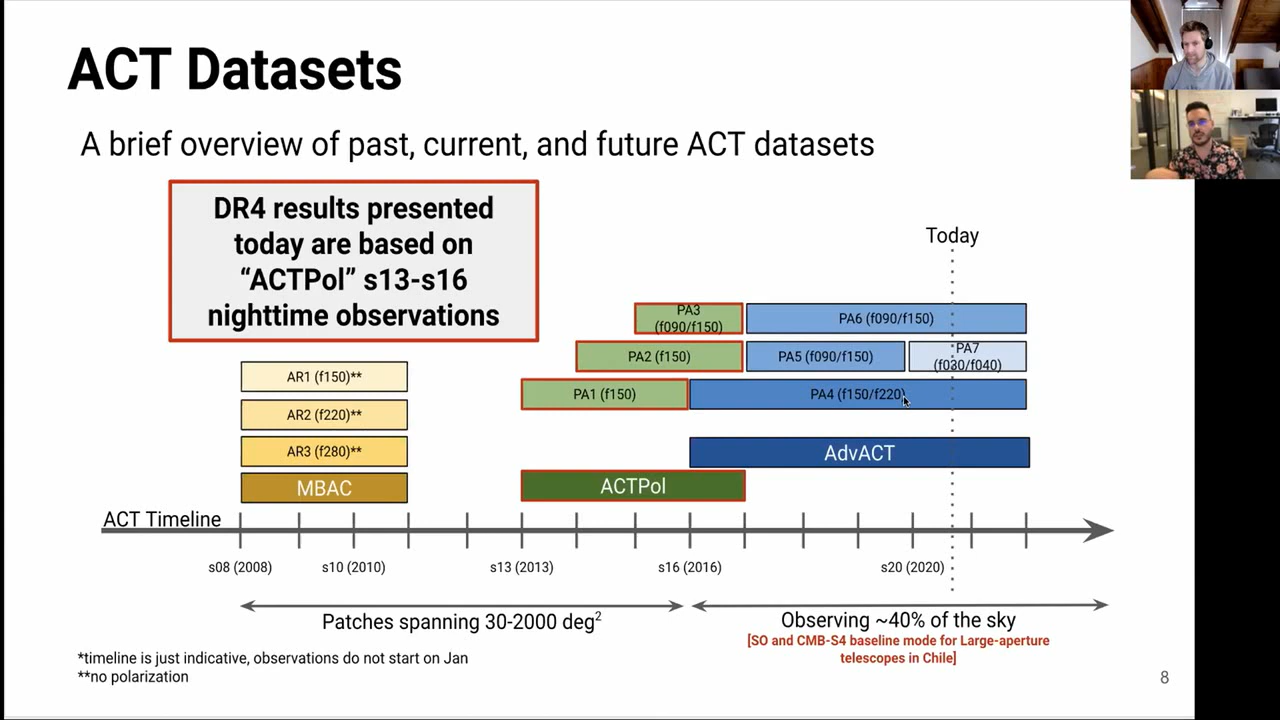 ACT Datasets
A brief overview of past, current, and future ACT datasets
DR4 results presented
today are based on
“ACTPol” s13-s16
nighttime observations
Today
PA3
(f090/f150)
PA6 (f090/f150)
PA2 (f150)
PA5 (f090/f150)
PA7
(f030/f040)
AR1 (f150)**
PA1 (f150)
PA4 (f150/f220)
AR2 (f220)**
AR3 (f280)**
AdvACT
MBAC
ACTPol
ACT Timeline
s08 (2008)
s10 (2010)
s13 (2013)
s16 (2016)
s20 (2020)
Patches spanning 30-2000 deg²
Observing ~40% of the sky
[SO and CMB-S4 baseline mode for Large-aperture
telescopes in Chile]
*timeline is just indicative, observations do not start on Jan
**no polarization
8